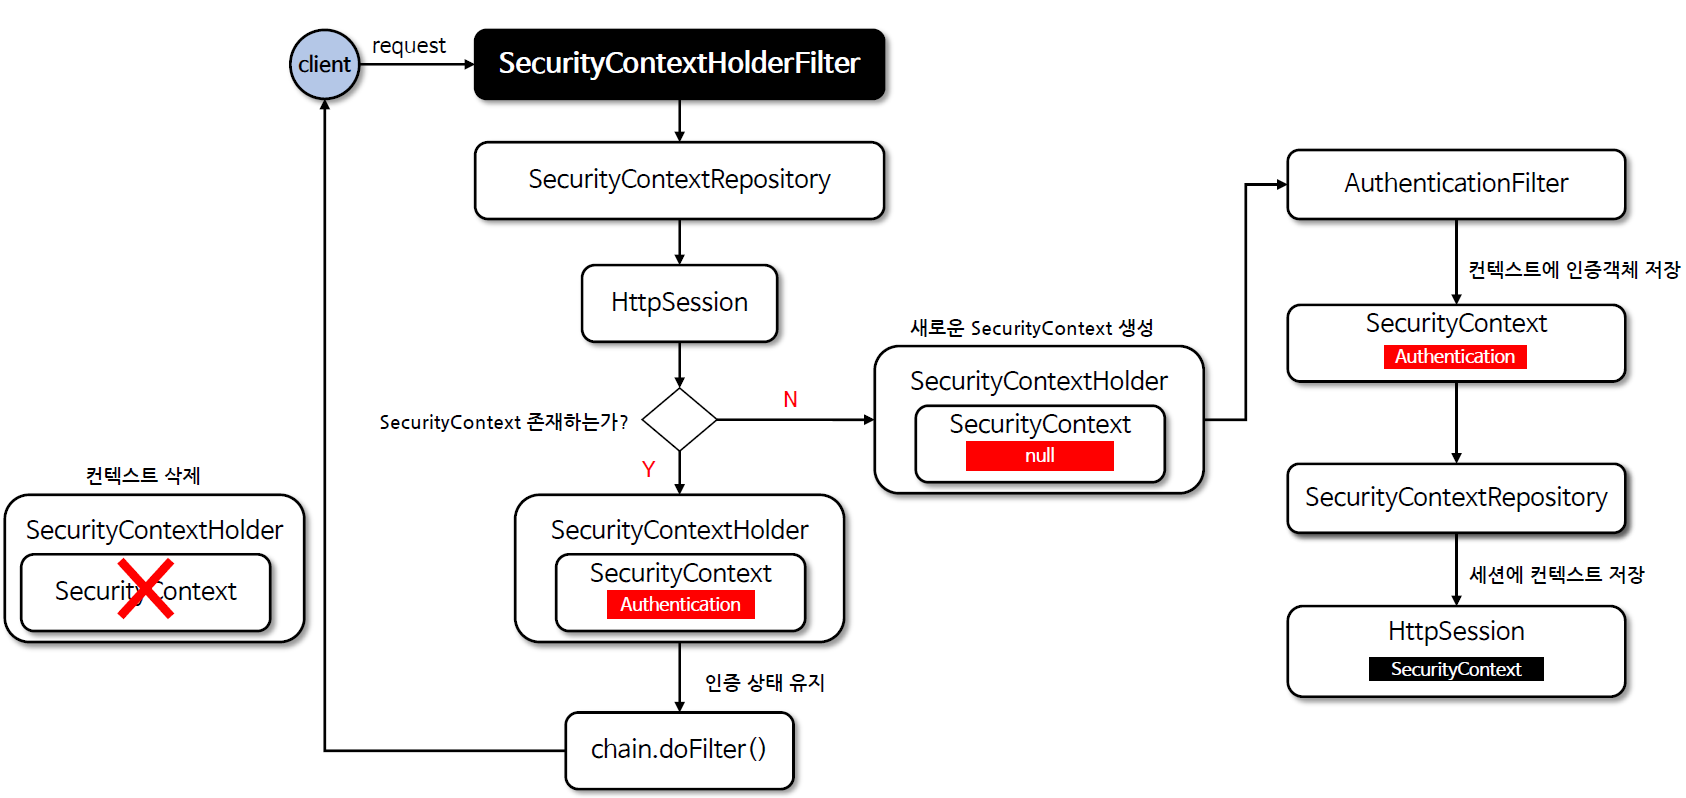 client
request
SecurityContextHolderFilter
SecurityContextRepository
HttpSession
SecurityContext 존재하는가?
N
Y
새로운 SecurityContext 생성
SecurityContextHolder
SecurityContext
null
AuthenticationFilter
컨텍스트에 인증객체 저장
SecurityContext
Authentication
SecurityContextRepository
세션에 컨텍스트 저장
HttpSession
SecurityContext
SecurityContextHolder
SecurityContext
Authentication
인증 상태 유지
chain.doFilter()
컨텍스트 삭제
SecurityContextHolder
SecurityContext